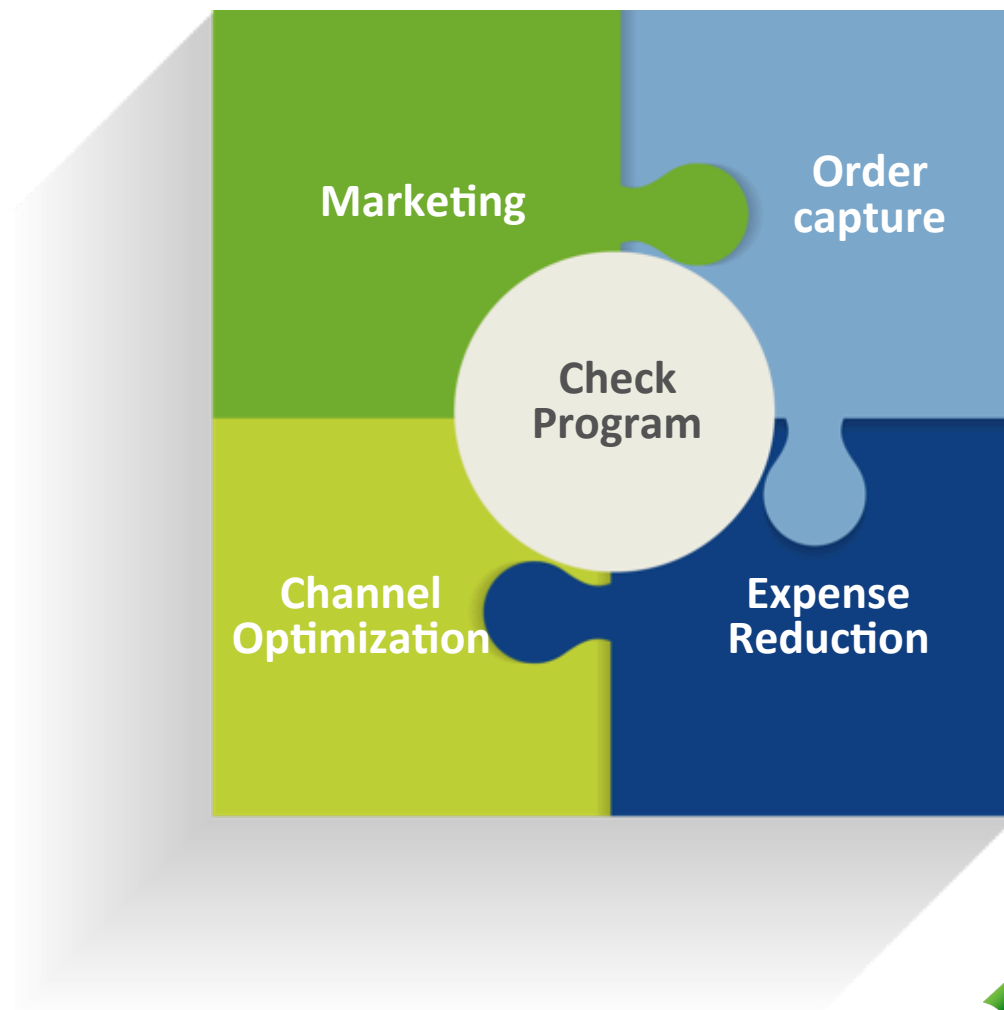 Marketing
Order
capture
Check
Program
Channel
Optimization
Expense
Reduction